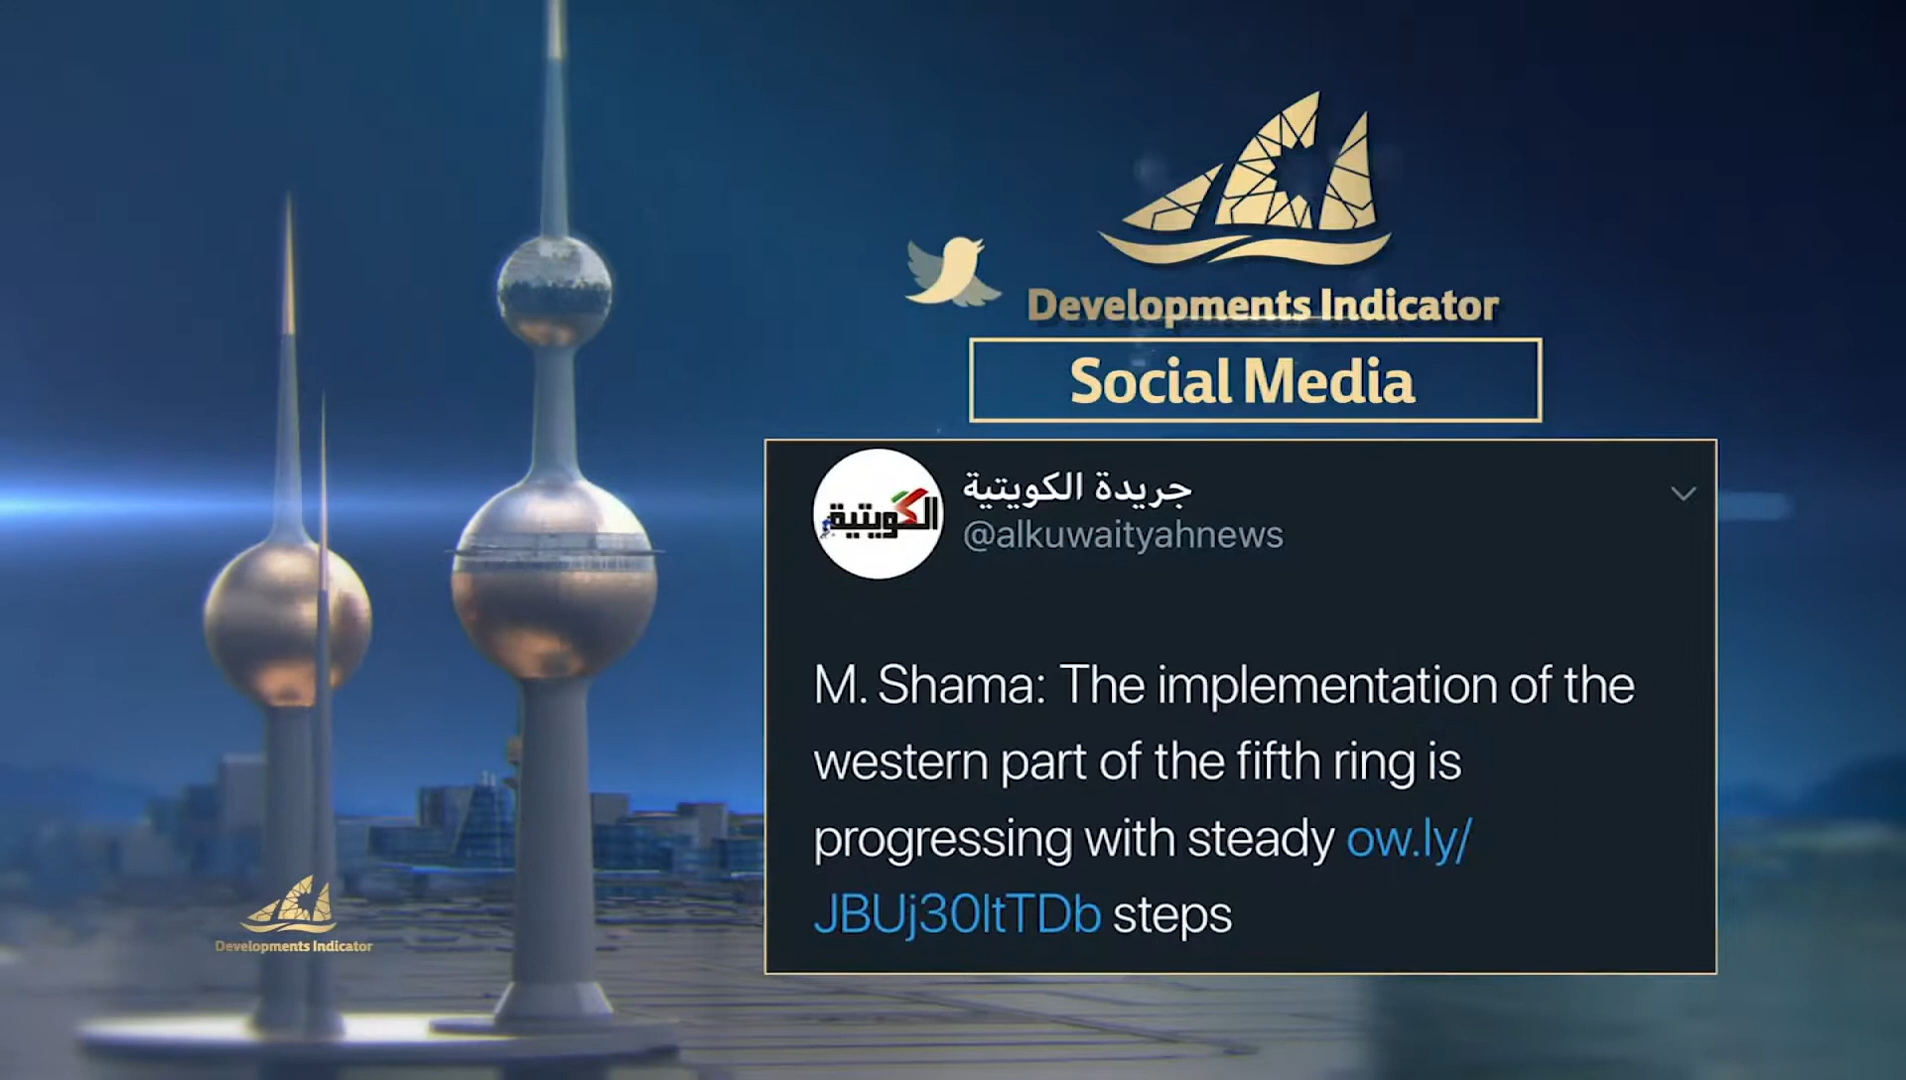 Developments Indicator
Social Media
الكويتية
جريدة الكويتية
@alkuwaityahnews
M. Shama: The implementation of the
western part of the fifth ring is
progressing with steady ow.ly/
JBUj30ltTDb steps
Developments Indicator